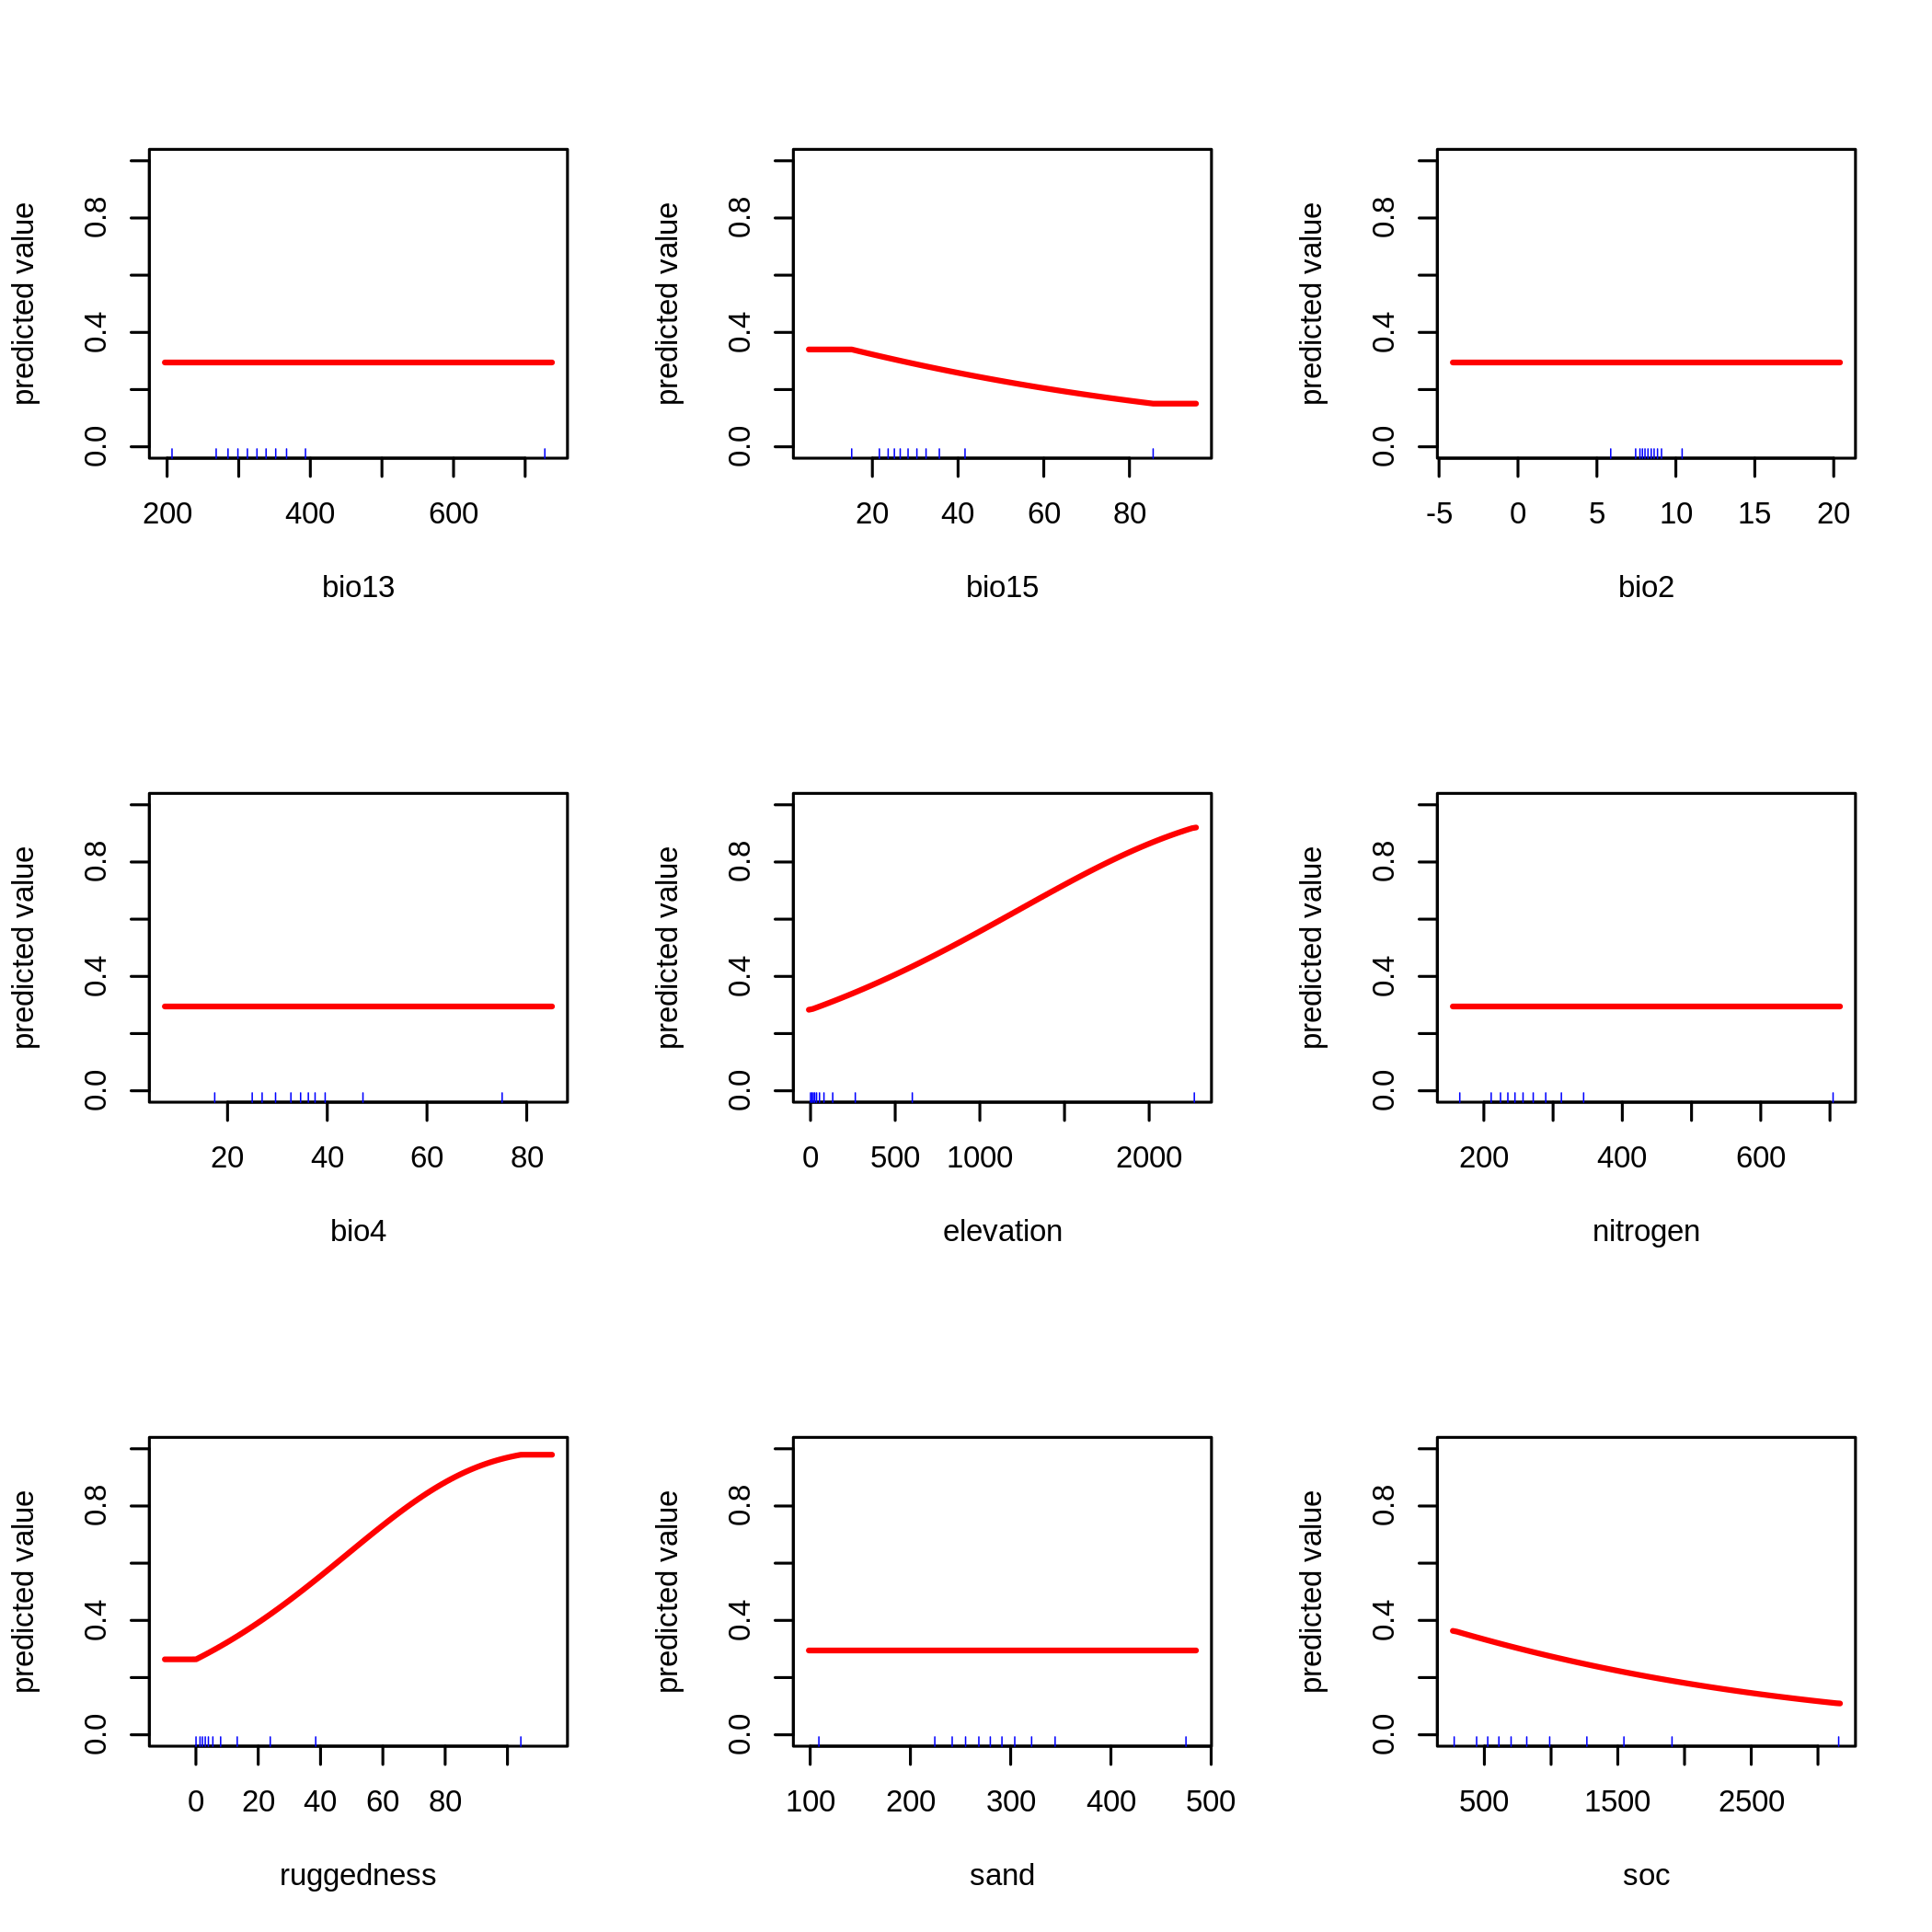 predicted value
0.0 0.4 0.8
200 400 600
bio13
predicted value
0.0 0.4 0.8
20 40 60 80
bio15
predicted value
0.0 0.4 0.8
-5 0 5 10 15 20
bio2
predicted value
0.0 0.4 0.8
20 40 60 80
bio4
predicted value
0.0 0.4 0.8
0 500 1000 2000
elevation
predicted value
0.0 0.4 0.8
200 400 600
nitrogen
predicted value
0.0 0.4 0.8
0 20 40 60 80
ruggedness
predicted value
0.0 0.4 0.8
100 200 300 400 500
sand
predicted value
0.0 0.4 0.8
500 1500 2500
soc